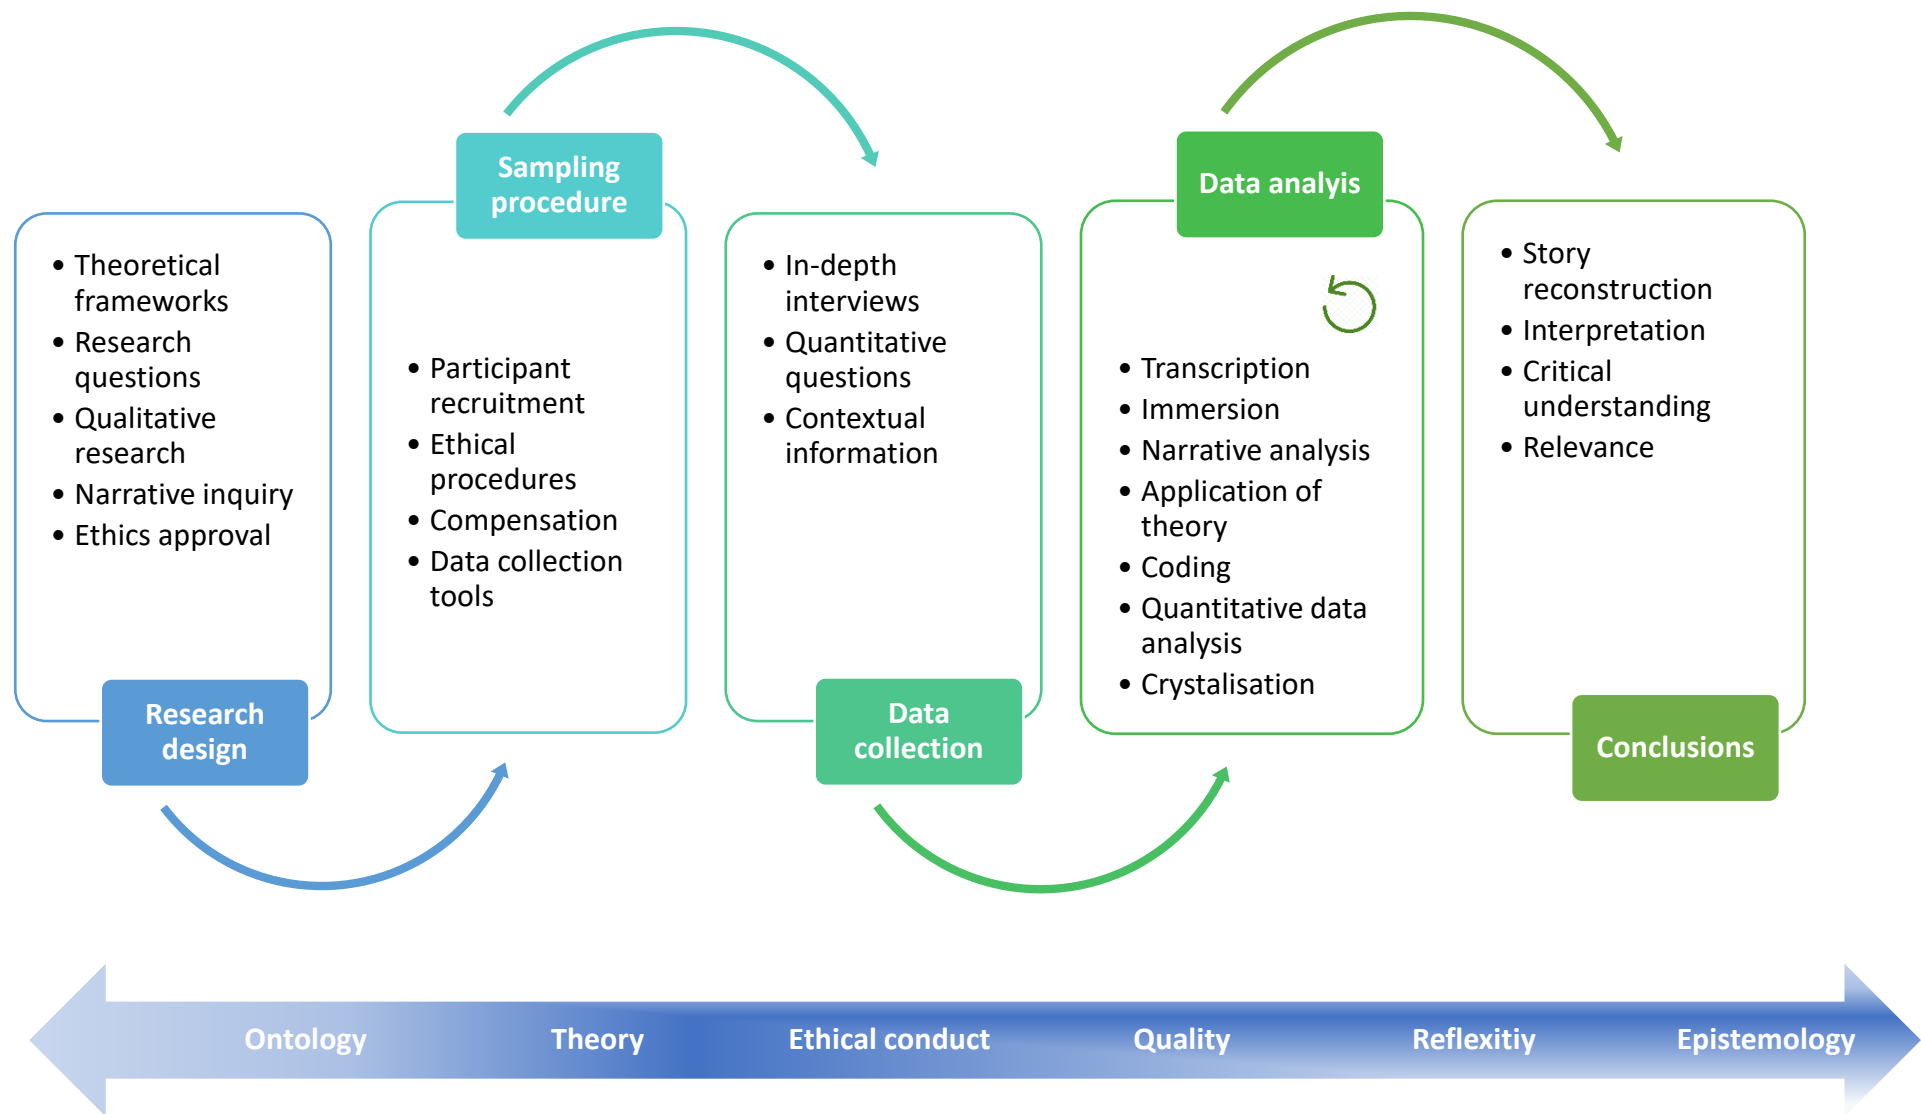 • Theoretical
frameworks
• Research
questions
• Qualitative
research
• Narrative inquiry
• Ethics approval
Research
design
Sampling
procedure
• Participant
recruitment
• Ethical
procedures
• Compensation
• Data collection
tools
• In-depth
interviews
• Quantitative
questions
• Contextual
information
Data
collection
Data analyis
• Transcription
• Immersion
• Narrative analysis
• Application of
theory
• Coding
• Quantitative data
analysis
• Crystalisation
• Story
reconstruction
• Interpretation
• Critical
understanding
• Relevance
Conclusions
Ontology Theory Ethical conduct Quality Reflexitiy Epistemology